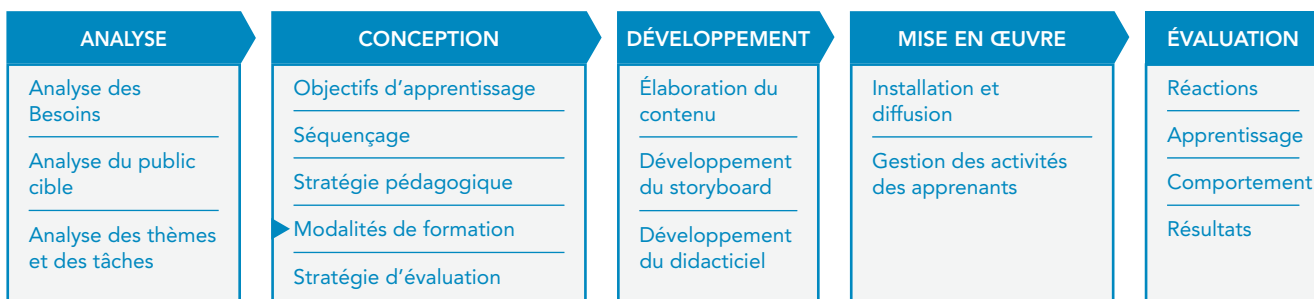 ANALYSE
Analyse des
Besoins
Analyse du public
cible
Analyse des thèmes
et des tâches
CONCEPTION
Objectifs d'apprentissage
Séquençage
Stratégie pédagogique
Modalités de formation
Stratégie d'évaluation
DÉVELOPPEMENT
Élaboration du
contenu
Développement
du storyboard
Développement
du didacticiel
MISE EN ŒUVRE
Installation et
diffusion
Gestion des activités
des apprenants
ÉVALUATION
Réactions
Apprentissage
Comportement
Résultats